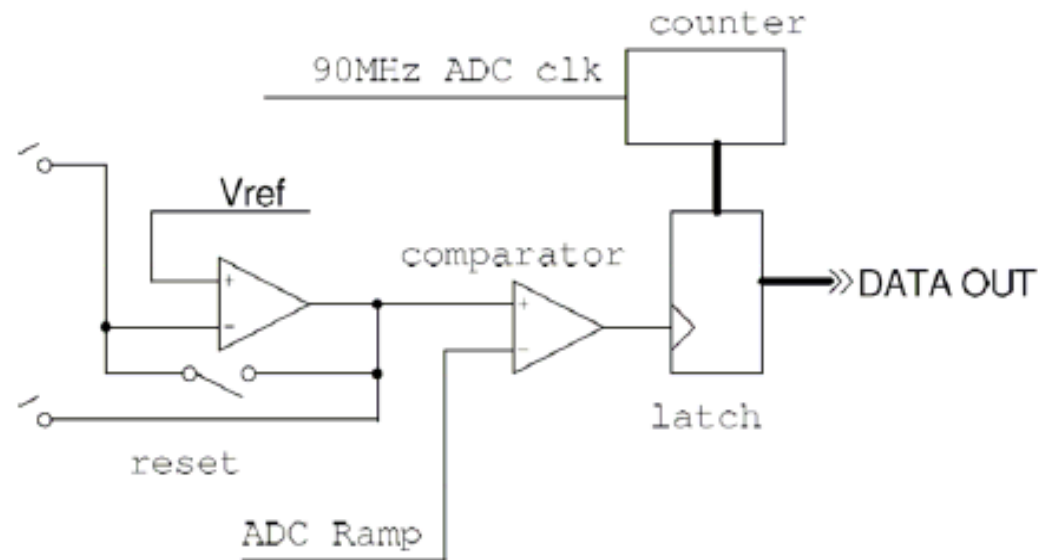 counter
90MHz ADC clk
Vref
+
-
comparator
+
-
DATA OUT
latch
reset
ADC Ramp